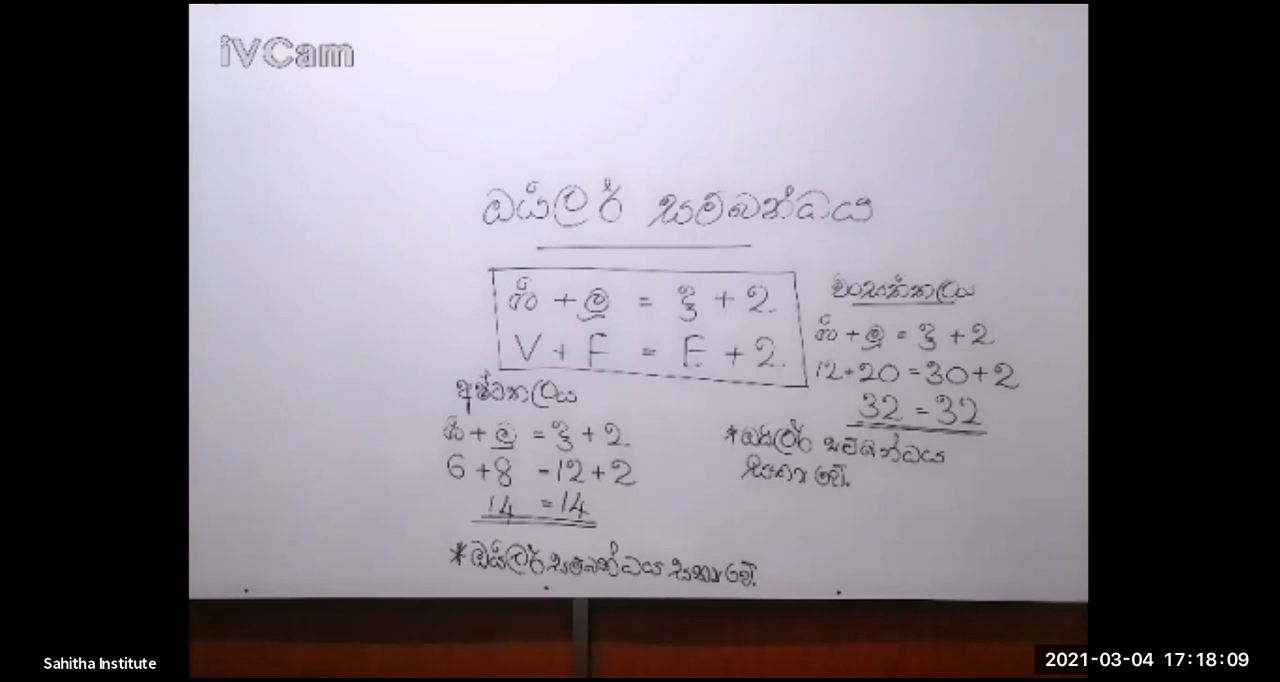 iVCam
ඔයිලර් සම්බන්ධය
ශී + මු = දා + 2
V + F = E + 2
විංසතිතලය
ශී + මු = දා + 2
12+20 = 30+2
32 = 32
*ඔයිලර් සම්බන්ධය
සත්‍ය වේ.
අෂ්ටතලය
ශී + මු = දා + 2
6 + 8 = 12 + 2
14 = 14
*ඔයිලර් සම්බන්ධය සත්‍ය වේ.
Sahitha Institute
2021-03-04 17:18:09